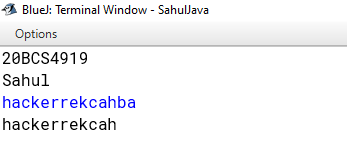 BlueJ: Terminal Window - SahulJava
Options
20BCS4919
Sahul
hackerrekcahba
hackerrekcah